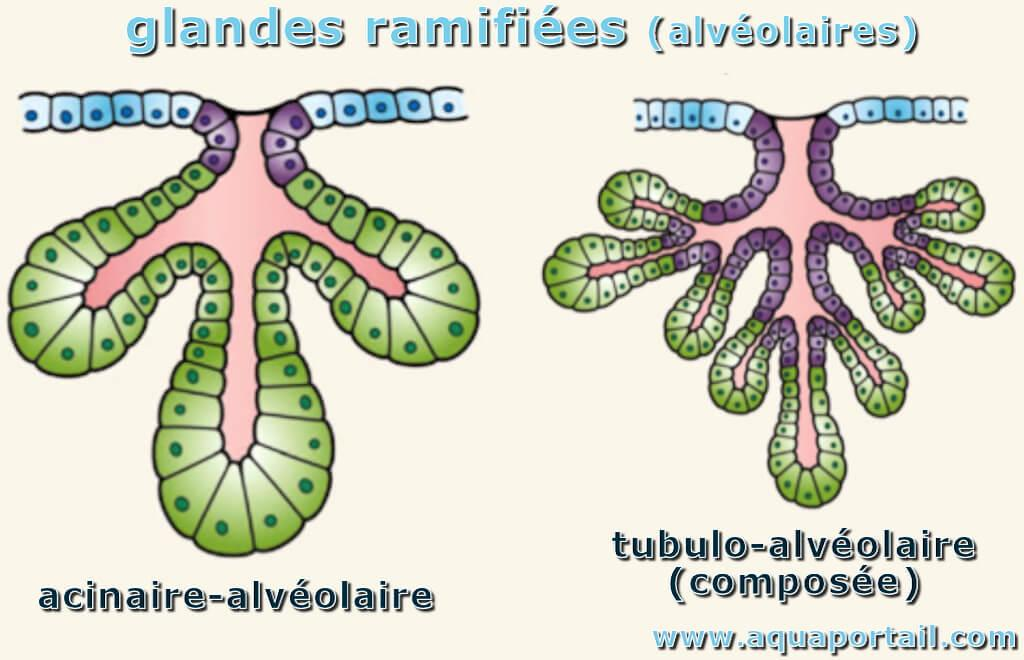 glandes ramifiées (alvéolaires)
acinaire-alvéolaire
tubulo-alvéolaire
(composée)
www.aquaportail.com